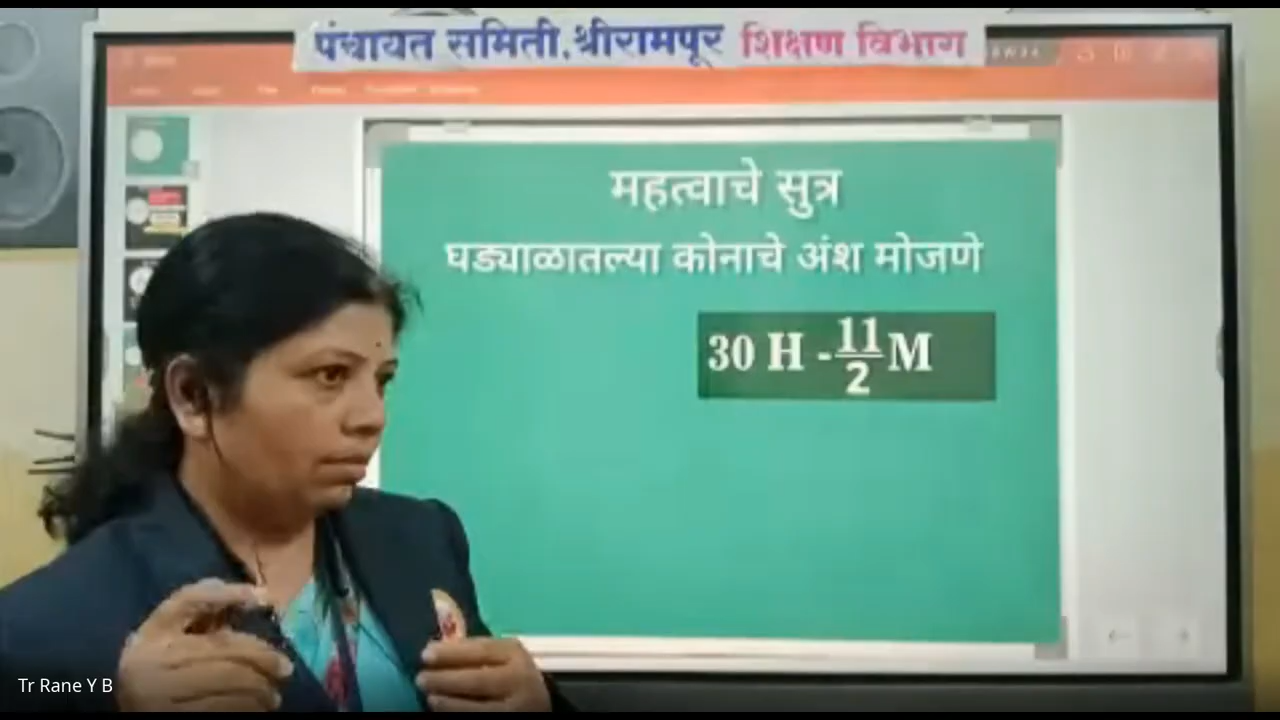 पंचायत समिती.श्रीरामपूर शिक्षण विभाग
महत्वाचे सुत्र
घड्याळातल्या कोनाचे अंश मोजणे
30 H -11/2 M
Tr Rane Y B